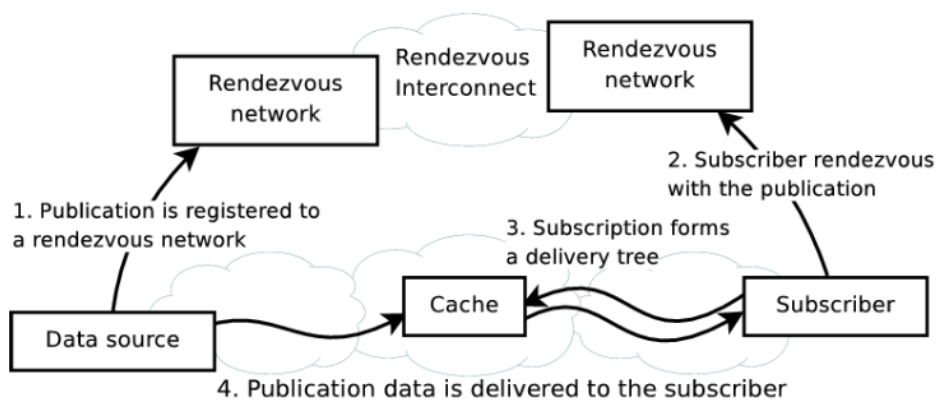 Rendezvous
network
Rendezvous
Interconnect
Rendezvous
network
1. Publication is registered to
a rendezvous network
2. Subscriber rendezvous
with the publication
3. Subscription forms
a delivery tree
Data source
Cache
Subscriber
4. Publication data is delivered to the subscriber